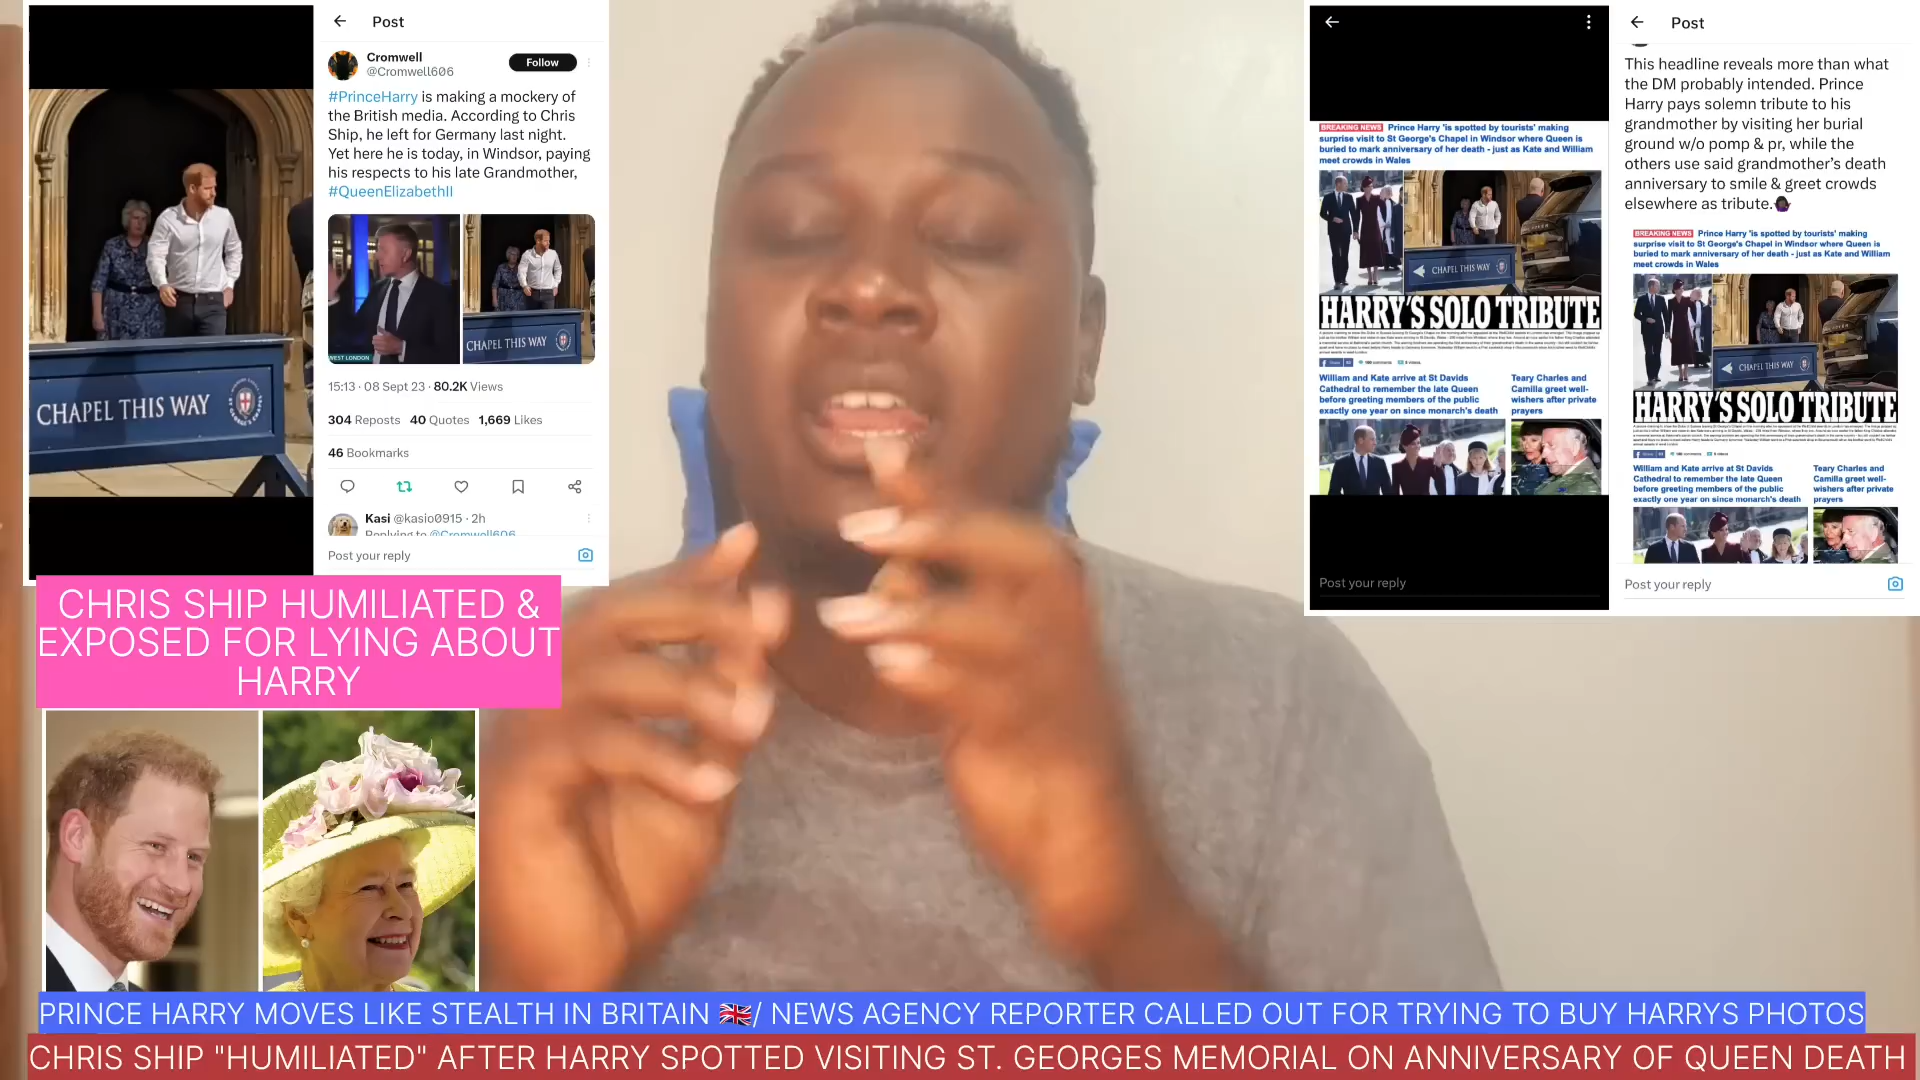 Post
Cromwell
@Cromwell606
Follow
#PrinceHarry is making a mockery of
the British media. According to Chris
Ship, he left for Germany last night.
Yet here he is today, in Windsor, paying
his respects to his late Grandmother,
#QueenElizabethII
WEST LONDON
CHAPEL THIS WAY
15:13 · 08 Sept 23 · 80.2K Views
304 Reposts 40 Quotes 1,669 Likes
46 Bookmarks
Kasi @kasio0915 · 2h
Replying to @Cromwell606
Post your reply
CHAPEL THIS WAY
CHRIS SHIP HUMILIATED &
EXPOSED FOR LYING ABOUT
HARRY
BREAKING NEWS Prince Harry 'is spotted by tourists' making
surprise visit to St George's Chapel in Windsor where Queen is
buried to mark anniversary of her death - just as Kate and William
meet crowds in Wales
CHAPEL THIS WAY
HARRY'S SOLO TRIBUTE
William and Kate arrive at St Davids
Cathedral to remember the late Queen
before greeting members of the public
exactly one year on since monarch's death
Teary Charles and
Camilla greet well-
wishers after private
prayers
Post your reply
Post
This headline reveals more than what
the DM probably intended. Prince
Harry pays solemn tribute to his
grandmother by visiting her burial
ground w/o pomp & pr, while the
others use said grandmother's death
anniversary to smile & greet crowds
elsewhere as tribute.
BREAKING NEWS Prince Harry 'is spotted by tourists' making
surprise visit to St George's Chapel in Windsor where Queen is
buried to mark anniversary of her death - just as Kate and William
meet crowds in Wales
CHAPEL THIS WAY
HARRY'S SOLO TRIBUTE
William and Kate arrive at St Davids
Cathedral to remember the late Queen
before greeting members of the public
exactly one year on since monarch's death
Teary Charles and
Camilla greet well-
wishers after private
prayers
Post your reply
PRINCE HARRY MOVES LIKE STEALTH IN BRITAIN 🇬🇧/ NEWS AGENCY REPORTER CALLED OUT FOR TRYING TO BUY HARRYS PHOTOS
CHRIS SHIP "HUMILIATED" AFTER HARRY SPOTTED VISITING ST. GEORGES MEMORIAL ON ANNIVERSARY OF QUEEN DEATH